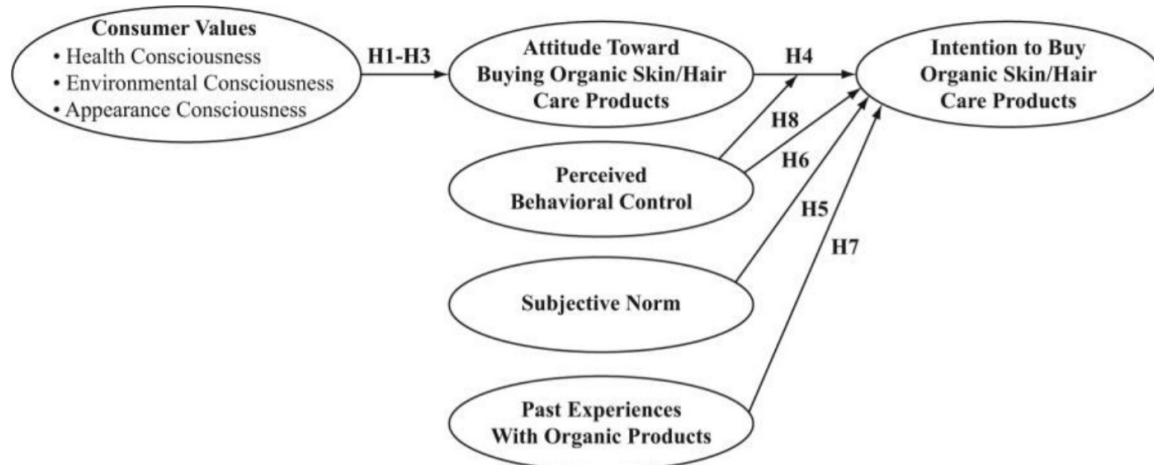 Consumer Values
• Health Consciousness
• Environmental Consciousness
• Appearance Consciousness
H1-H3
Attitude Toward
Buying Organic Skin/Hair
Care Products
H4
Intention to Buy
Organic Skin/Hair
Care Products
H8
H6
Perceived
Behavioral Control
H5
H7
Subjective Norm
Past Experiences
With Organic Products